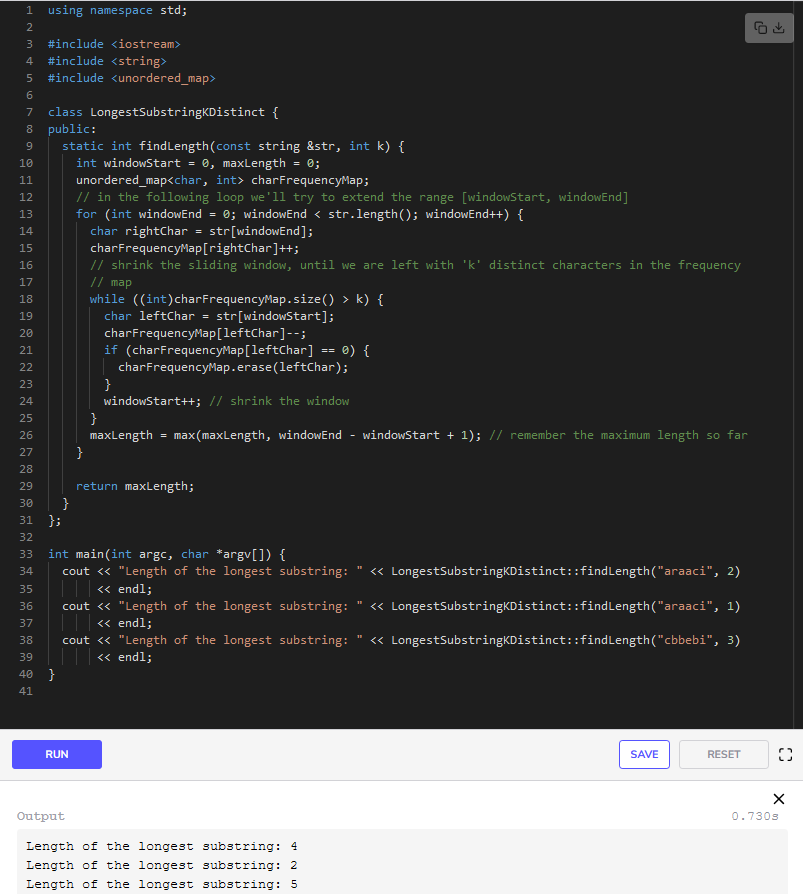 1 using namespace std;
2
3 #include <iostream>
4 #include <string>
5 #include <unordered_map>
6
7 class LongestSubstringKDistinct {
8 public:
9   static int findLength(const string &str, int k) {
10     int windowStart = 0, maxLength = 0;
11     unordered_map<char, int> charFrequencyMap;
12     // in the following loop we'll try to extend the range [windowStart, windowEnd]
13     for (int windowEnd = 0; windowEnd < str.length(); windowEnd++) {
14       char rightChar = str[windowEnd];
15       charFrequencyMap[rightChar]++;
16       // shrink the sliding window, until we are left with 'k' distinct characters in the frequency
17       // map
18       while ((int)charFrequencyMap.size() > k) {
19         char leftChar = str[windowStart];
20         charFrequencyMap[leftChar]--;
21         if (charFrequencyMap[leftChar] == 0) {
22           charFrequencyMap.erase(leftChar);
23         }
24         windowStart++; // shrink the window
25       }
26       maxLength = max(maxLength, windowEnd - windowStart + 1); // remember the maximum length so far
27     }
28
29     return maxLength;
30   }
31 };
32
33 int main(int argc, char *argv[]) {
34   cout << "Length of the longest substring: " << LongestSubstringKDistinct::findLength("araaci", 2)
35        << endl;
36   cout << "Length of the longest substring: " << LongestSubstringKDistinct::findLength("araaci", 1)
37        << endl;
38   cout << "Length of the longest substring: " << LongestSubstringKDistinct::findLength("cbbebi", 3)
39        << endl;
40 }
41
RUN SAVE RESET
Output 0.730s
Length of the longest substring: 4
Length of the longest substring: 2
Length of the longest substring: 5